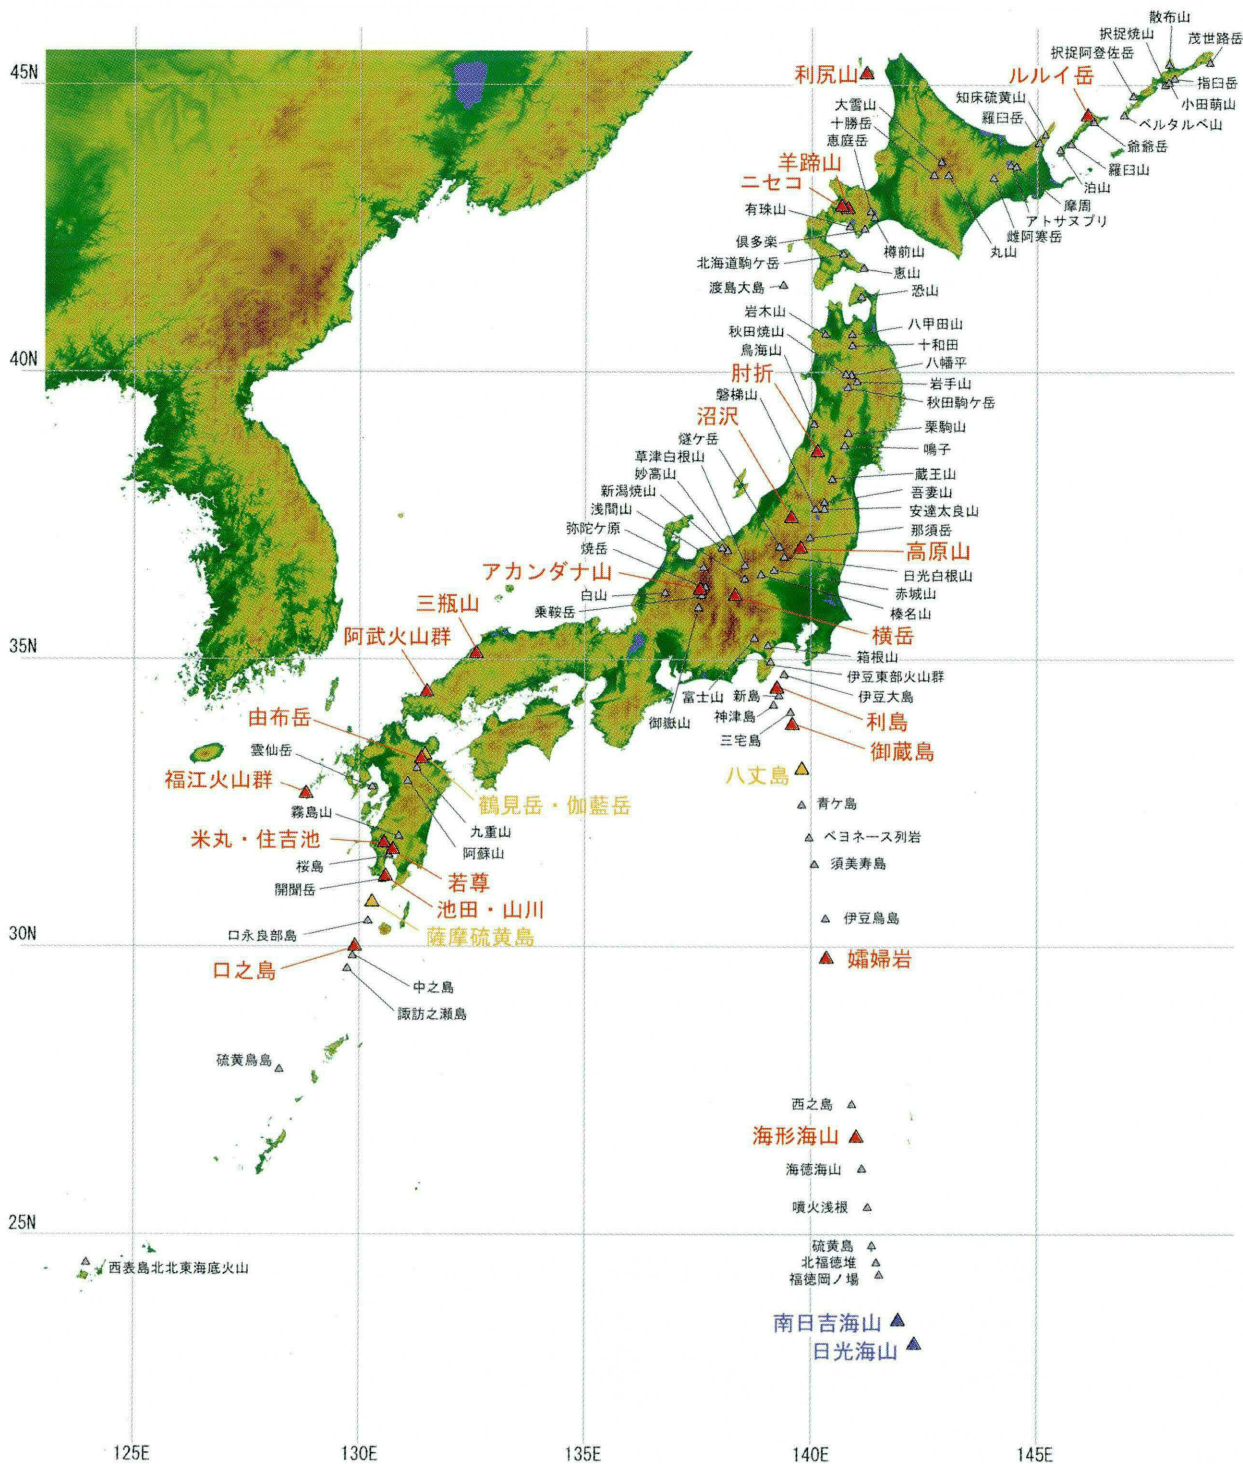 散布山
択捉焼山
茂世路岳
択捉阿登佐岳
45N
利尻山
ルルイ岳
指臼岳
大雪山
知床硫黄山
小田萌山
十勝岳
羅臼岳
ベルタルベ山
恵庭岳
爺爺岳
羊蹄山
羅臼山
ニセコ
泊山
有珠山
摩周
アトサヌプリ
倶多楽
雌阿寒岳
樽前山
丸山
北海道駒ケ岳
恵山
渡島大島
恐山
岩木山
八甲田山
秋田焼山
十和田
鳥海山
40N
八幡平
肘折
岩手山
磐梯山
秋田駒ケ岳
沼沢
栗駒山
燧ケ岳
鳴子
草津白根山
妙高山
蔵王山
新潟焼山
吾妻山
浅間山
安達太良山
弥陀ケ原
那須岳
焼岳
高原山
アカンダナ山
日光白根山
白山
赤城山
乗鞍岳
榛名山
三瓶山
横岳
阿武火山群
35N
箱根山
伊豆東部火山群
富士山
新島
伊豆大島
御嶽山
神津島
利島
由布岳
三宅島
御蔵島
雲仙岳
福江火山群
八丈島
鶴見岳・伽藍岳
青ケ島
霧島山
九重山
ベヨネース列岩
米丸・住吉池
阿蘇山
桜島
須美寿島
開聞岳
若尊
池田・山川
伊豆鳥島
口永良部島
薩摩硫黄島
30N
口之島
孀婦岩
中之島
諏訪之瀬島
硫黄鳥島
西之島
海形海山
海徳海山
噴火浅根
25N
硫黄島
北福徳堆
西表島北北東海底火山
福徳岡ノ場
南日吉海山
日光海山
125E
130E
135E
140E
145E